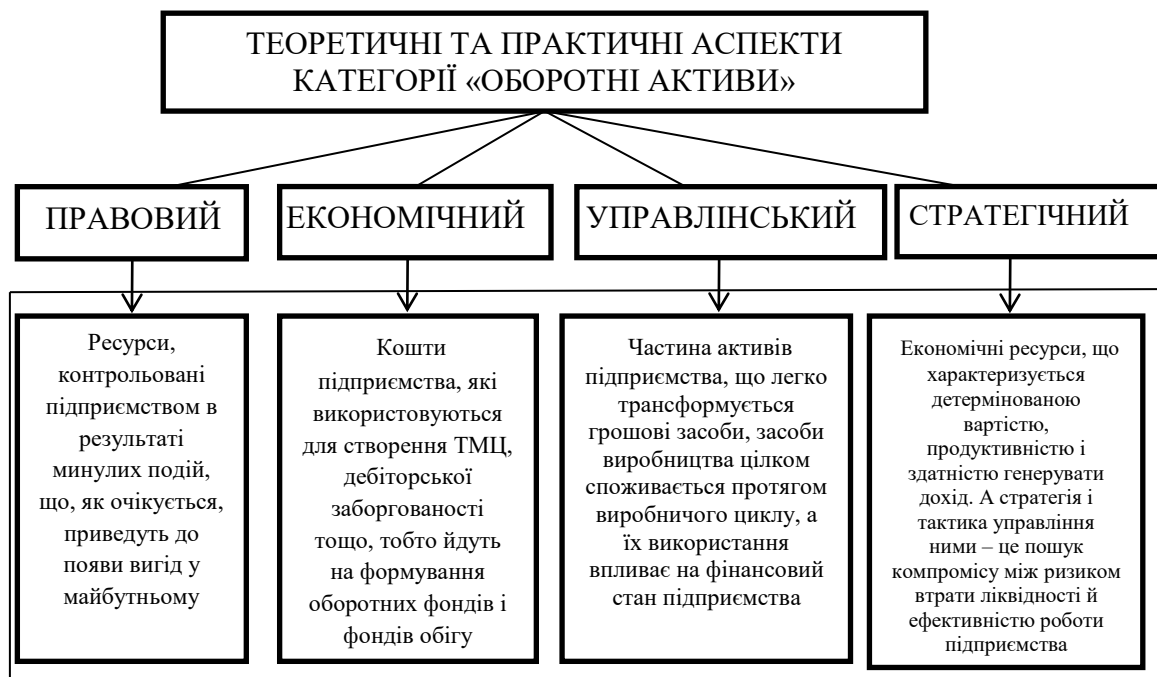 ТЕОРЕТИЧНІ ТА ПРАКТИЧНІ АСПЕКТИ
КАТЕГОРІЇ «ОБОРОТНІ АКТИВИ»
ПРАВОВИЙ
ЕКОНОМІЧНИЙ
УПРАВЛІНСЬКИЙ
СТРАТЕГІЧНИЙ
Ресурси,
контрольовані
підприємством в
результаті
минулих подій,
що, як очікується,
приведуть до
появи вигід у
майбутньому
Кошти
підприємства, які
використовуються
для створення ТМЦ,
дебіторської
заборгованості
тощо, тобто йдуть
на формування
оборотних фондів і
фондів обігу
Частина активів
підприємства, що легко
трансформується
грошові засоби, засоби
виробництва цілком
споживається протягом
виробничого циклу, а
їх використання
впливає на фінансовий
стан підприємства
Економічні ресурси, що
характеризується
детермінованою
вартістю,
продуктивністю і
здатністю генерувати
дохід. А стратегія і
тактика управління
ними – це пошук
компромісу між ризиком
втрати ліквідності й
ефективністю роботи
підприємства